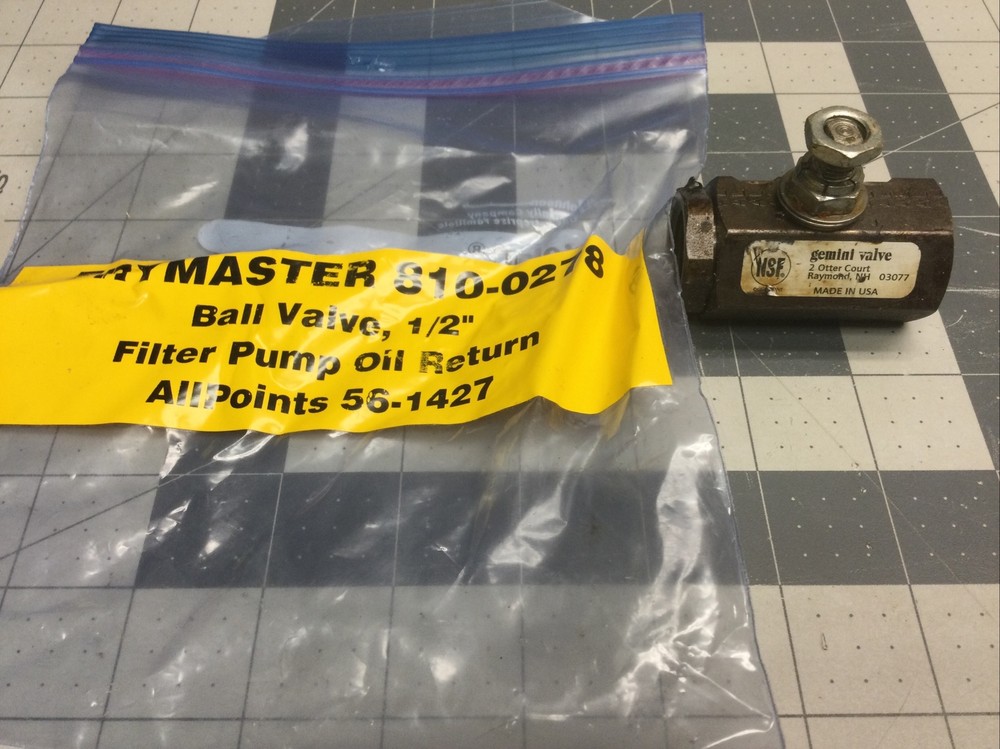 FRYMASTER 810-0278
Ball Valve, 1/2"
Filter Pump Oil Return
AllPoints 56-1427
NSF
gemini valve
2 Otter Court
Raymond, NH 03077
MADE IN USA